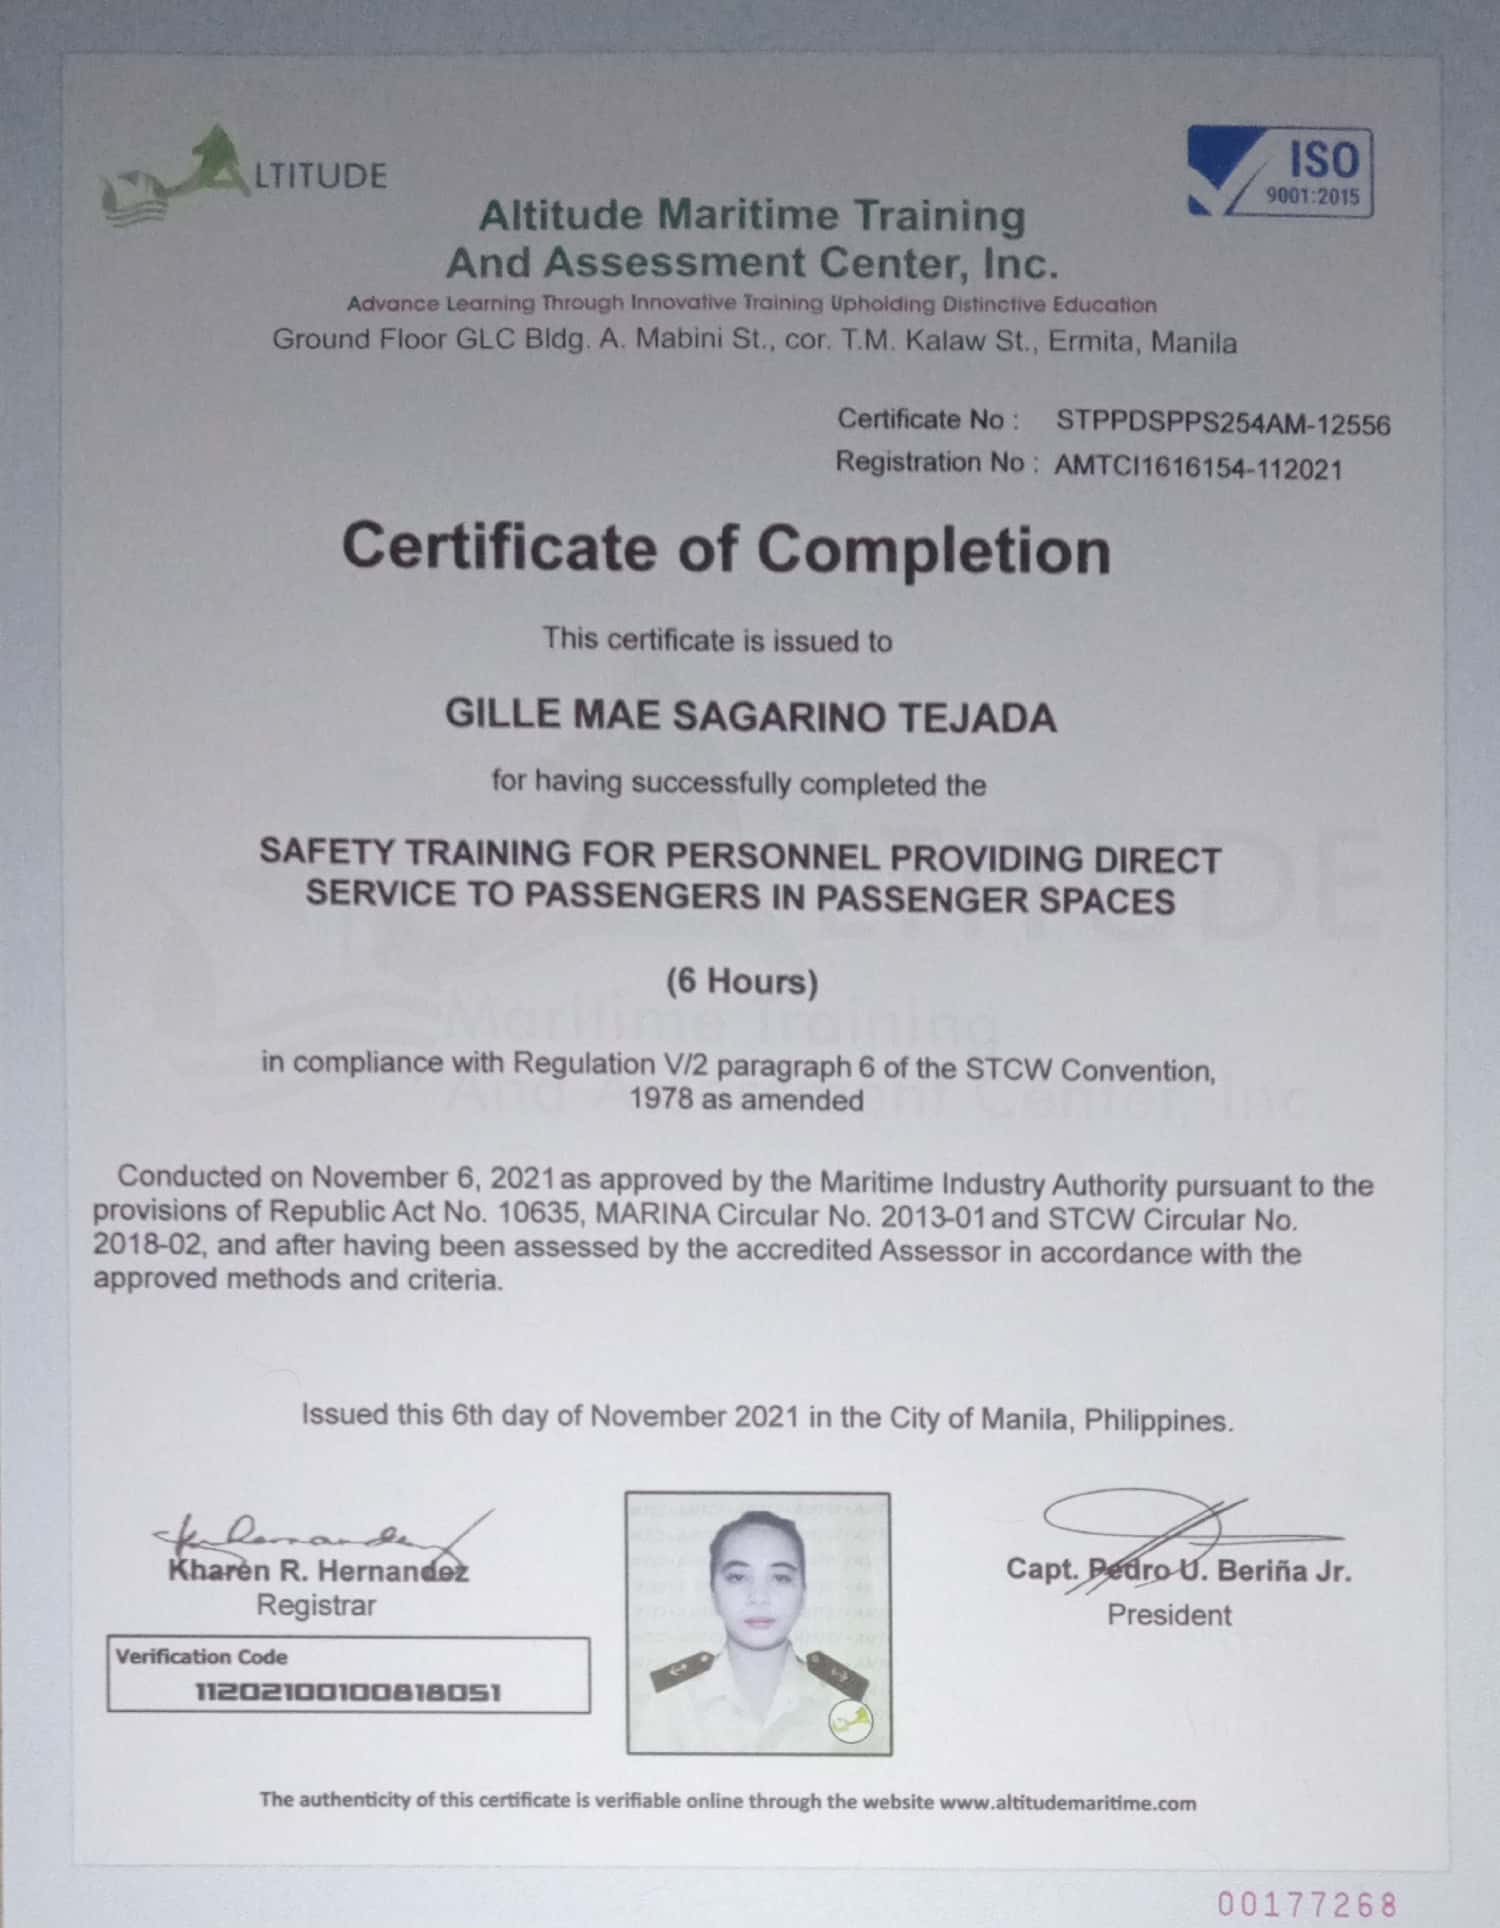 ALTITUDE
ISO
9001:2015
Altitude Maritime Training
And Assessment Center, Inc.
Advance Learning Through Innovative Training Upholding Distinctive Education
Ground Floor GLC Bldg. A. Mabini St., cor. T.M. Kalaw St., Ermita, Manila
Certificate No : STPPDSPPS254AM-12556
Registration No : AMTCI1616154-112021
Certificate of Completion
This certificate is issued to
GILLE MAE SAGARINO TEJADA
for having successfully completed the
SAFETY TRAINING FOR PERSONNEL PROVIDING DIRECT
SERVICE TO PASSENGERS IN PASSENGER SPACES
(6 Hours)
in compliance with Regulation V/2 paragraph 6 of the STCW Convention,
1978 as amended
Conducted on November 6, 2021 as approved by the Maritime Industry Authority pursuant to the
provisions of Republic Act No. 10635, MARINA Circular No. 2013-01 and STCW Circular No.
2018-02, and after having been assessed by the accredited Assessor in accordance with the
approved methods and criteria.
Issued this 6th day of November 2021 in the City of Manila, Philippines.
Kharen R. Hernandez
Registrar
Capt. Pedro U. Beriña Jr.
President
Verification Code
11202100100818051
The authenticity of this certificate is verifiable online through the website www.altitudemaritime.com
00177268